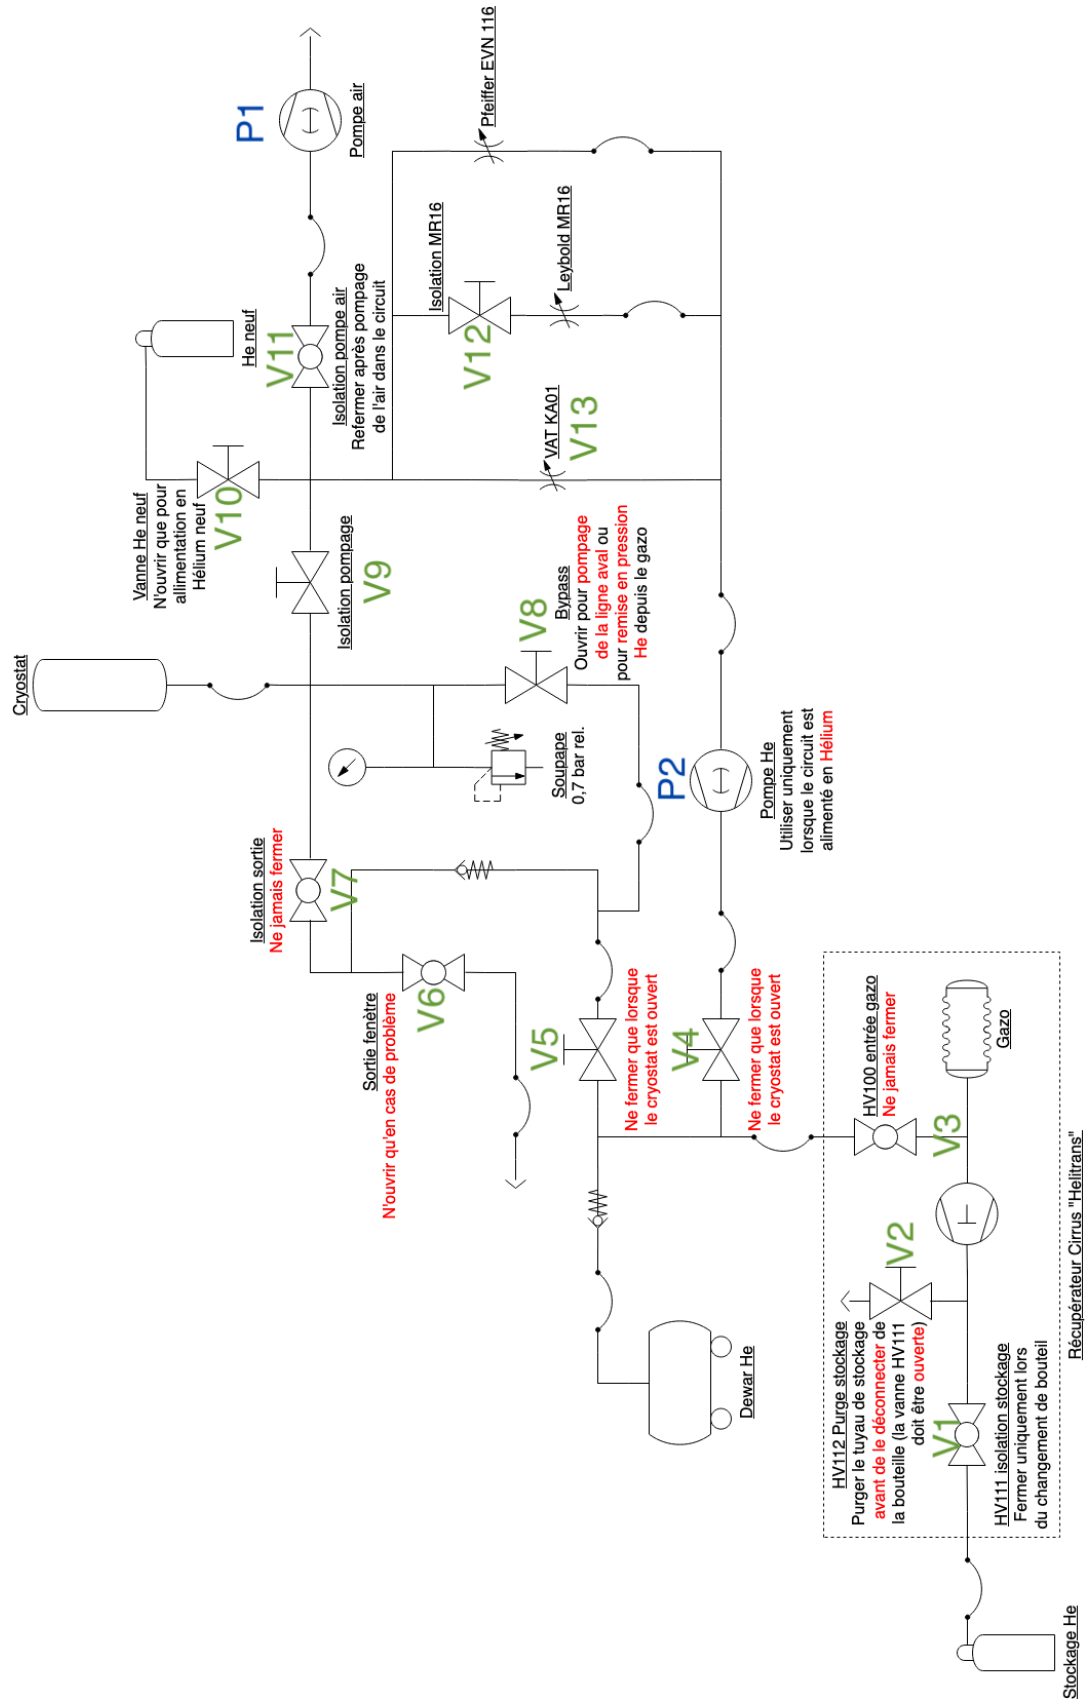 Cryostat
P1
Pompe air
Pfeiffer EVN 116
He neuf
V11
Isolation pompe air
Refermer après pompage
de l'air dans le circuit
Isolation MR16
V12
Leybold MR16
Vanne He neuf
N'ouvrir que pour
allimentation en
Hélium neuf
V10
VAT KA01
V13
Isolation pompage
V9
V8
Bypass
Ouvrir pour pompage
de la ligne aval ou
pour remise en pression
He depuis le gazo
Soupape
0,7 bar rel.
P2
Pompe He
Utiliser uniquement
lorsque le circuit est
alimenté en Hélium
Isolation sortie
Ne jamais fermer
V7
Sortie fenètre
N'ouvrir qu'en cas de problème
V6
V5
Ne fermer que lorsque
le cryostat est ouvert
V4
Ne fermer que lorsque
le cryostat est ouvert
HV100 entrée gazo
Ne jamais fermer
V3
Gazo
Dewar He
HV112 Purge stockage
Purger le tuyau de stockage
avant de le déconnecter de
la bouteille (la vanne HV111
doit être ouverte)
V2
V1
HV111 isolation stockage
Fermer uniquement lors
du changement de bouteil
Récupérateur Cirrus "Helitrans"
Stockage He